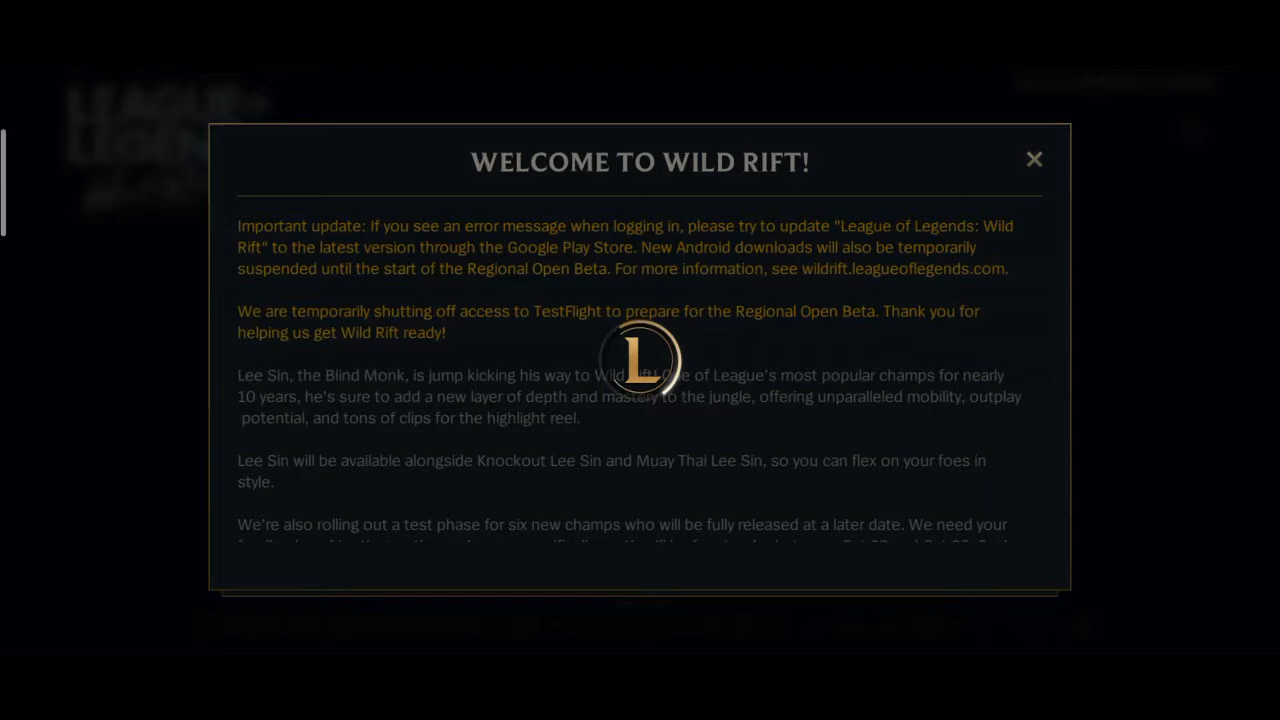 LEAGUE OF
LEGENDS
WELCOME TO WILD RIFT!
Important update: If you see an error message when logging in, please try to update "League of Legends: Wild
Rift" to the latest version through the Google Play Store. New Android downloads will also be temporarily
suspended until the start of the Regional Open Beta. For more information, see wildrift.leagueoflegends.com.
We are temporarily shutting off access to TestFlight to prepare for the Regional Open Beta. Thank you for
helping us get Wild Rift ready!
L
Lee Sin, the Blind Monk, is jump kicking his way to Wild Rift! One of League's most popular champs for nearly
10 years, he's sure to add a new layer of depth and mastery to the jungle, offering unparalleled mobility, outplay
potential, and tons of clips for the highlight reel.
Lee Sin will be available alongside Knockout Lee Sin and Muay Thai Lee Sin, so you can flex on your foes in
style.
We're also rolling out a test phase for six new champs who will be fully released at a later date. We need your